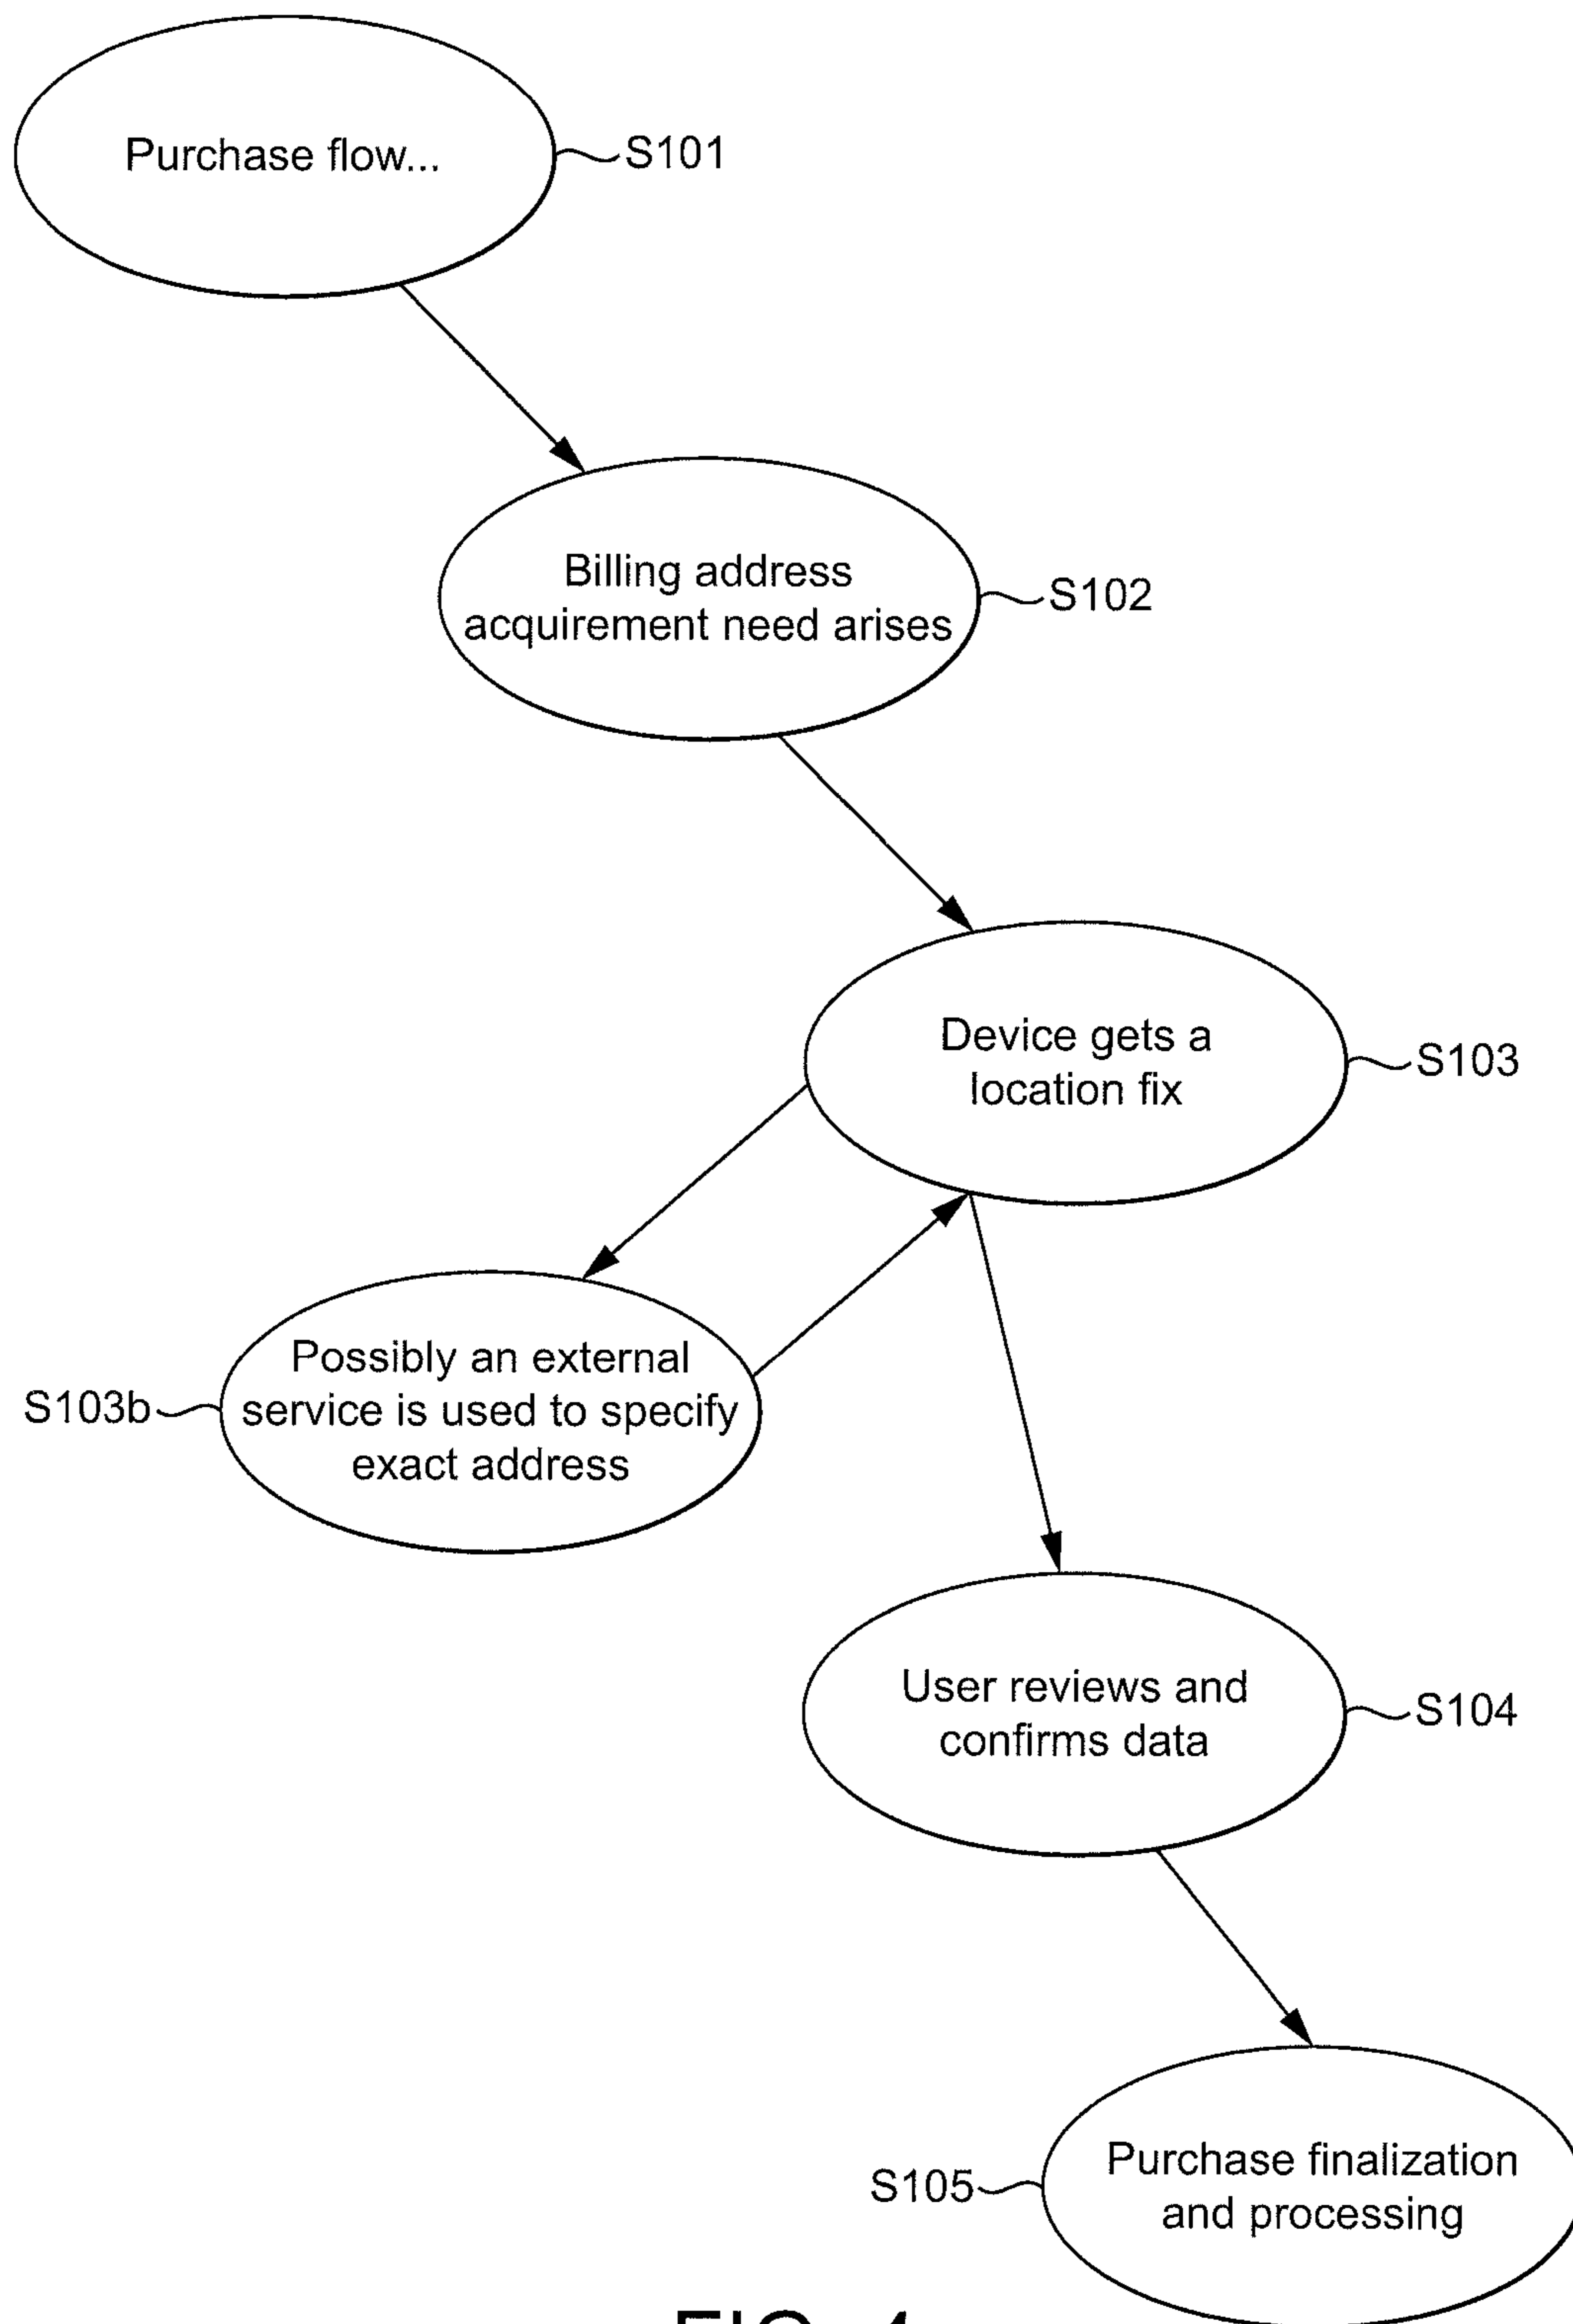 Purchase flow...
S101
Billing address
acquirement need arises
S102
Device gets a
location fix
S103
Possibly an external
service is used to specify
exact address
S103b
User reviews and
confirms data
S104
Purchase finalization
and processing
S105